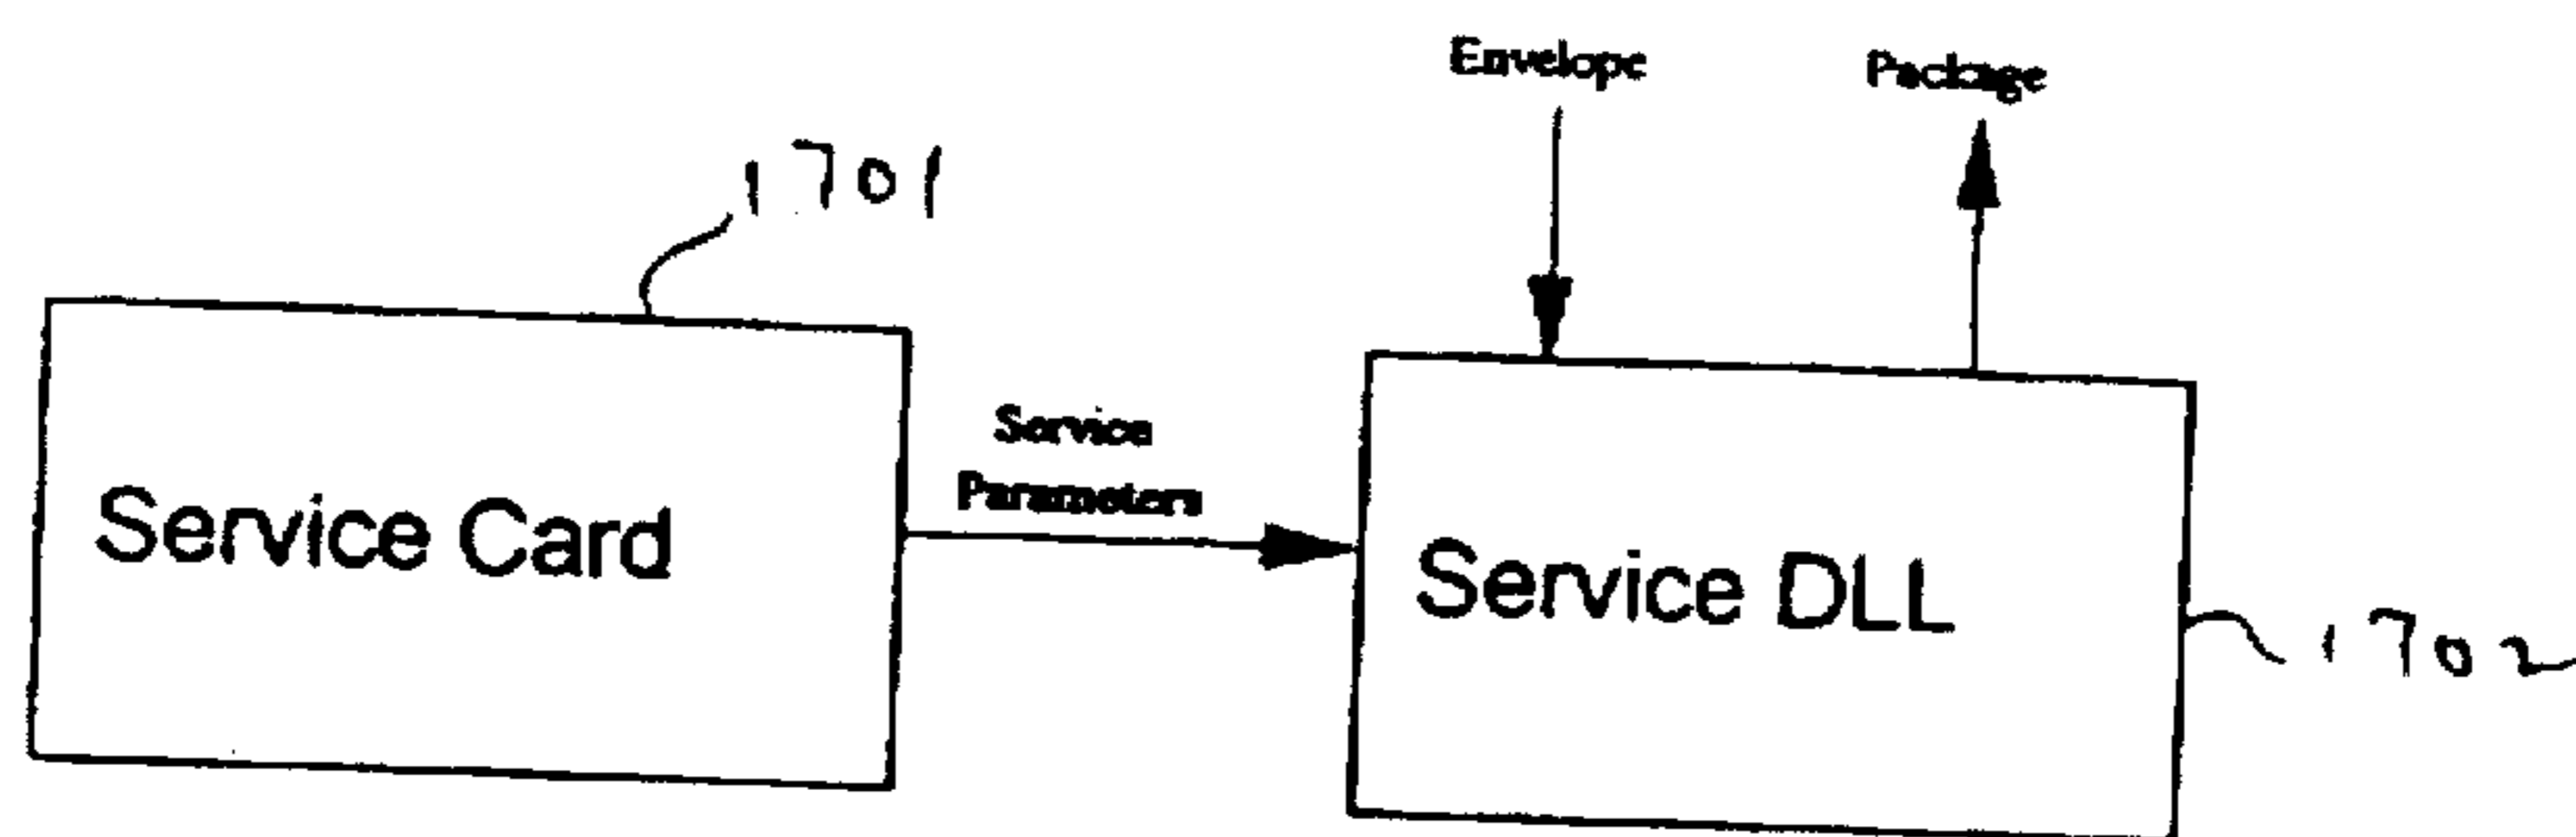 Envelope
Package
1701
Service
Parameters
Service Card
Service DLL
1702